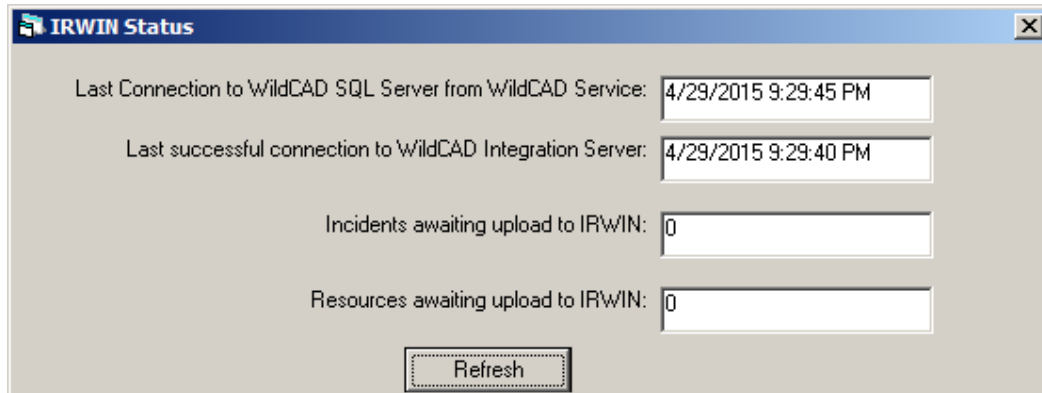 IRWIN Status
Last Connection to WildCAD SQL Server from WildCAD Service: 4/29/2015 9:29:45 PM
Last successful connection to WildCAD Integration Server: 4/29/2015 9:29:40 PM
Incidents awaiting upload to IRWIN: 0
Resources awaiting upload to IRWIN: 0
Refresh